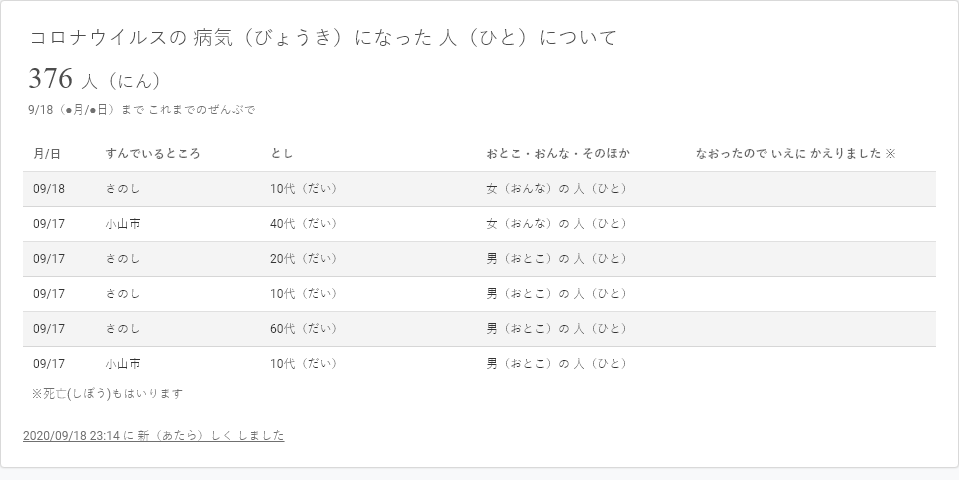 コロナウイルスの 病気（びょうき）になった 人（ひと）について
376 人（にん）
9/18（●月/●日）まで これまでのぜんぶで
月/日 すんでいるところ とし おとこ・おんな・そのほか なおったので いえに かえりました ※
09/18 さのし 10代（だい） 女（おんな）の 人（ひと）
09/17 小山市 40代（だい） 女（おんな）の 人（ひと）
09/17 さのし 20代（だい） 男（おとこ）の 人（ひと）
09/17 さのし 10代（だい） 男（おとこ）の 人（ひと）
09/17 さのし 60代（だい） 男（おとこ）の 人（ひと）
09/17 小山市 10代（だい） 男（おとこ）の 人（ひと）
※死亡(しぼう)もはいります
2020/09/18 23:14 に 新（あたら）しく しました